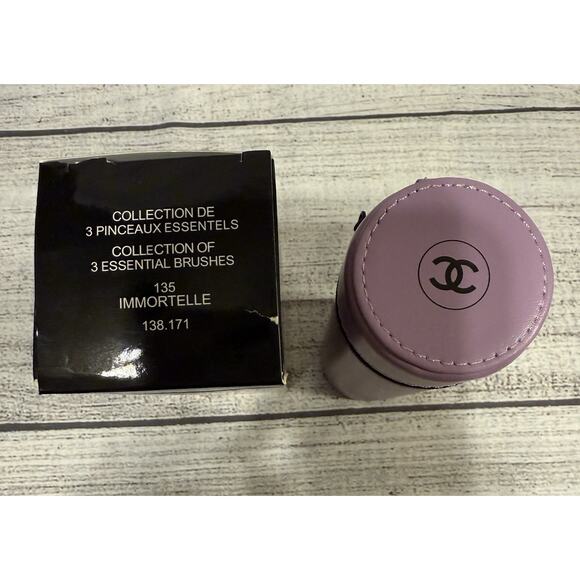 COLLECTION DE
3 PINCEAUX ESSENTELS
COLLECTION OF
3 ESSENTIAL BRUSHES
135
IMMORTELLE
138.171